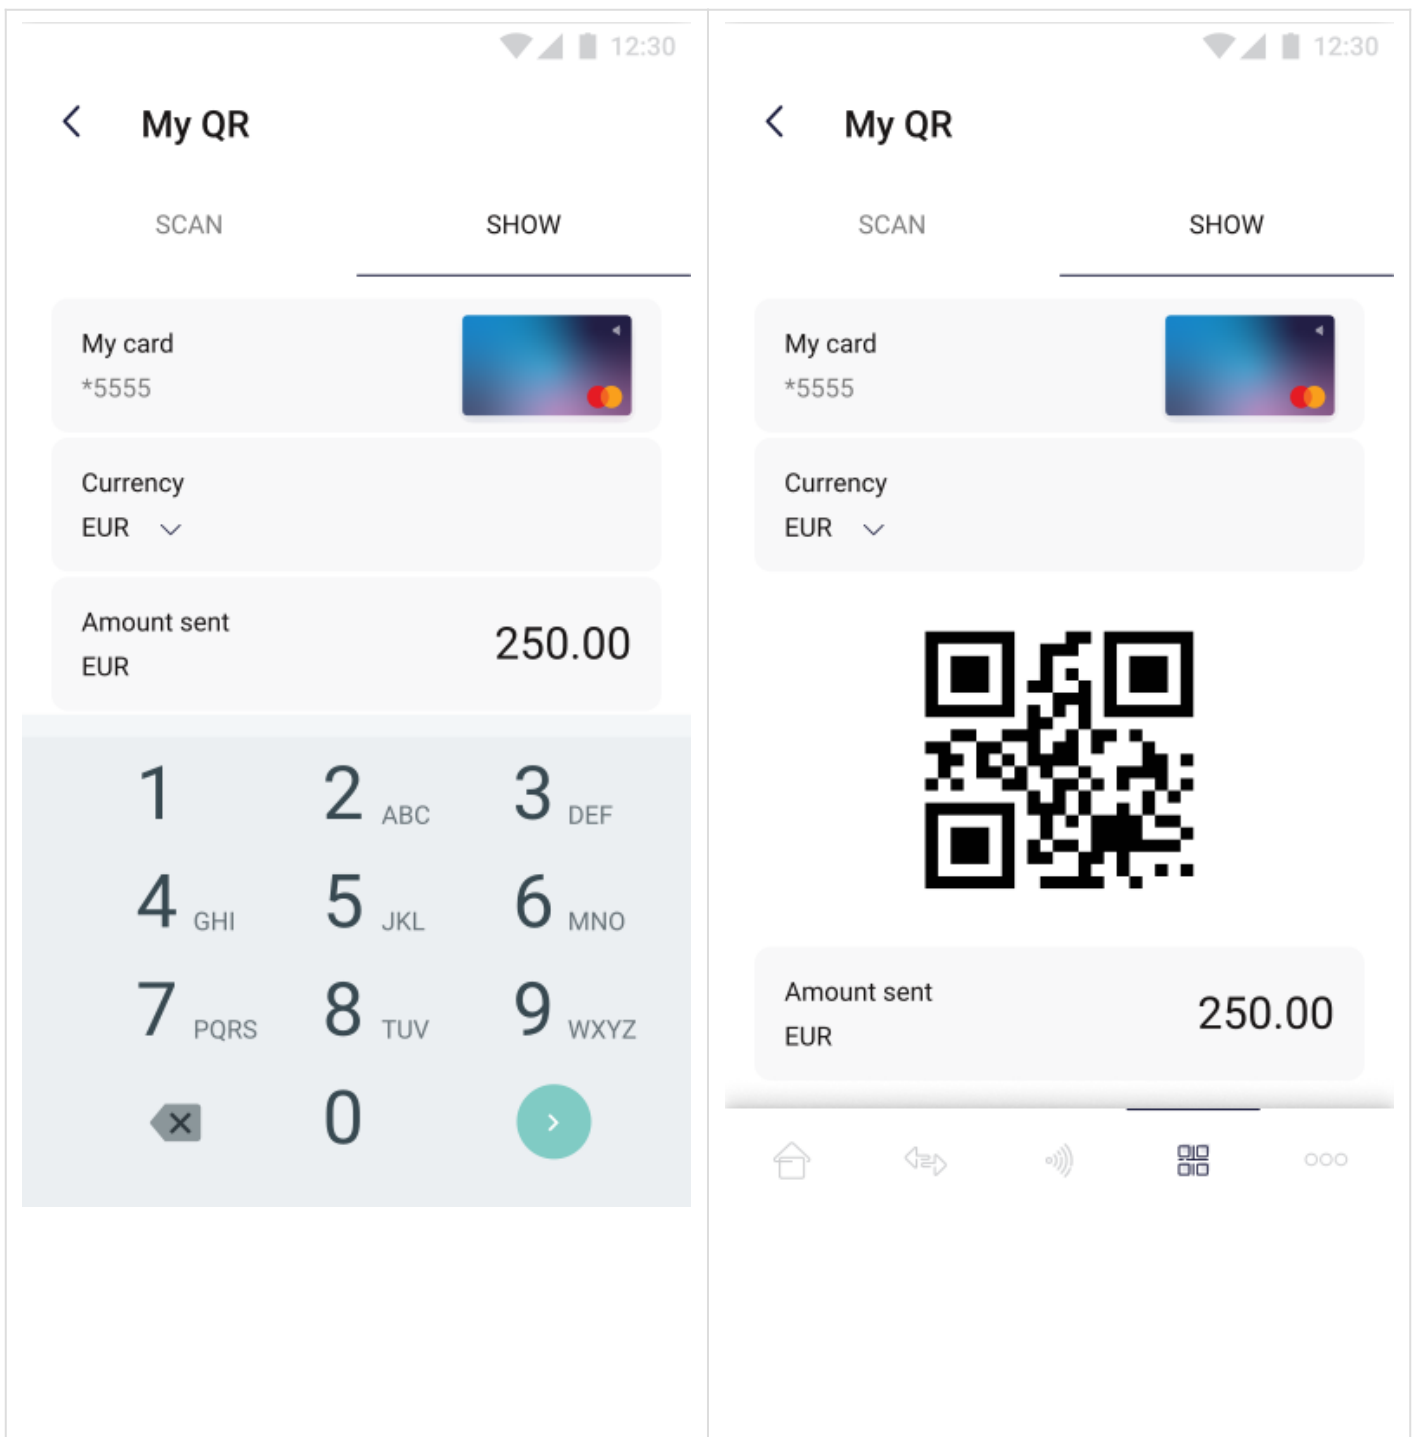 12:30
My QR
SCAN SHOW
My card
*5555
Currency
EUR
Amount sent
EUR
250.00
1 2 ABC 3 DEF
4 GHI 5 JKL 6 MNO
7 PQRS 8 TUV 9 WXYZ
0
12:30
My QR
SCAN SHOW
My card
*5555
Currency
EUR
Amount sent
EUR
250.00